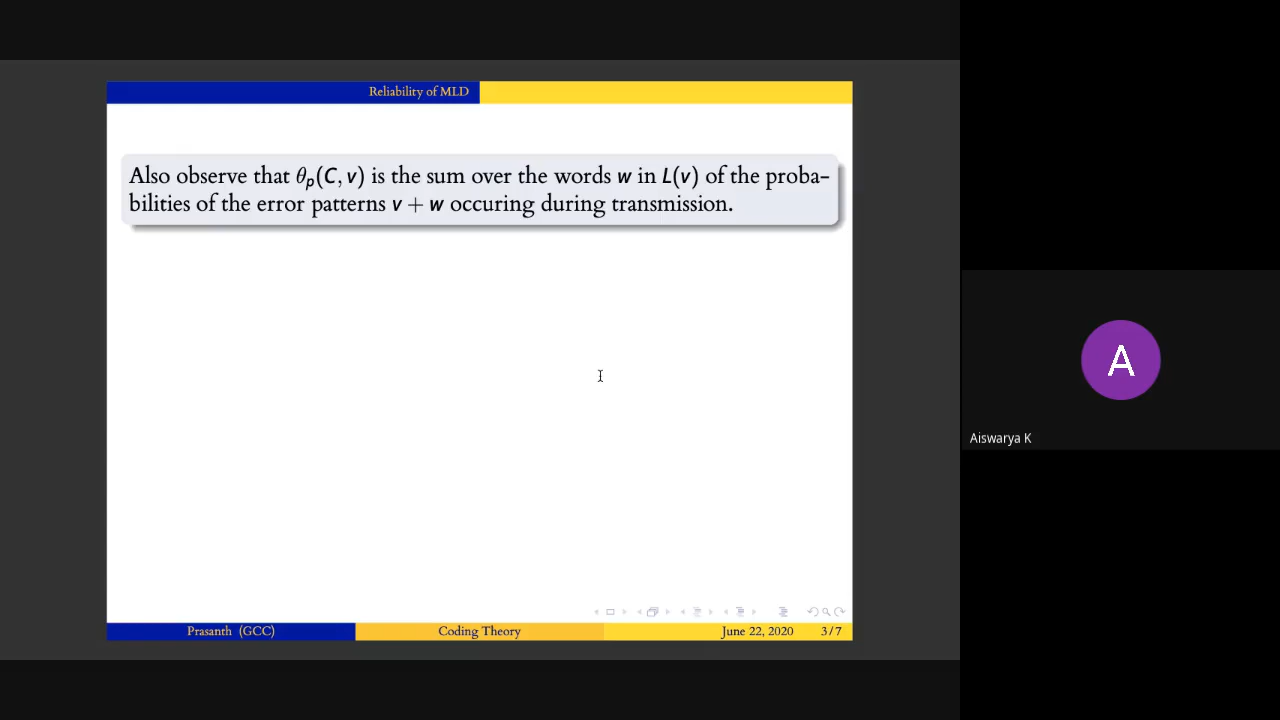 Reliability of MLD
Also observe that θₚ(C, v) is the sum over the words w in L(v) of the proba-
bilities of the error patterns v + w occuring during transmission.
A
Aiswarya K
Prasanth (GCC)
Coding Theory
June 22, 2020
3 / 7